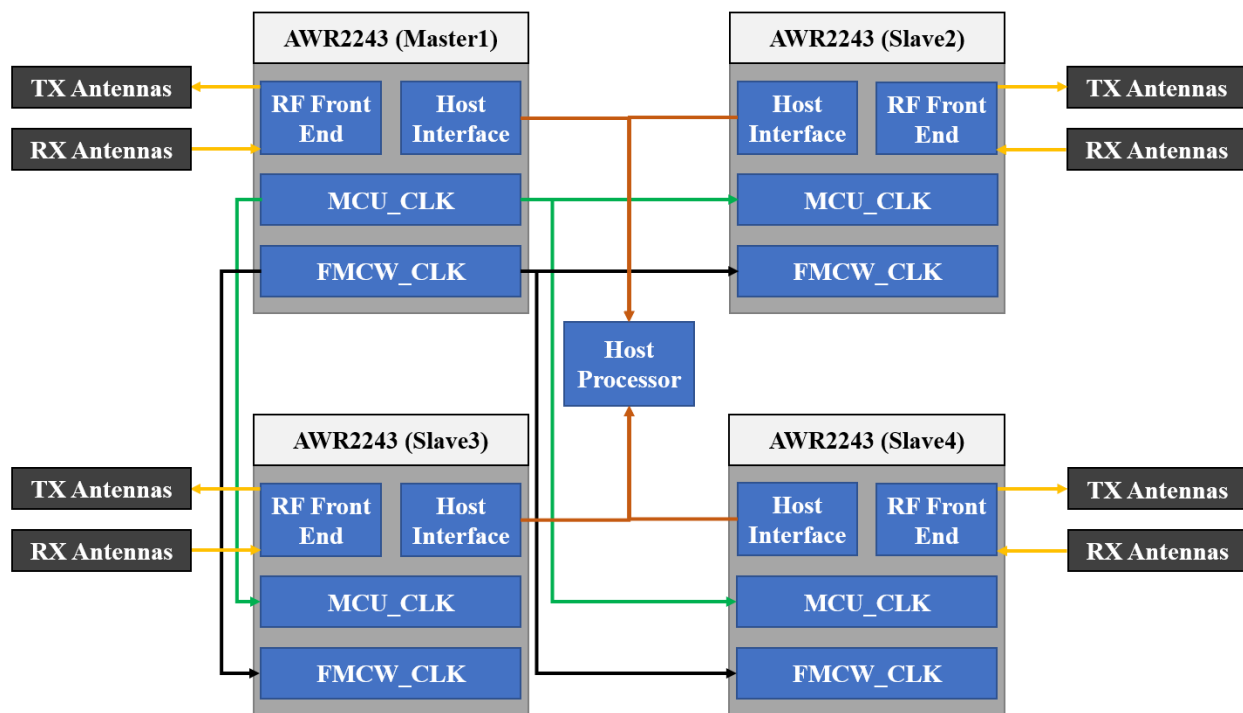 AWR2243 (Master1)
AWR2243 (Slave2)
TX Antennas
RX Antennas
RF Front
End
Host
Interface
Host
Interface
RF Front
End
TX Antennas
RX Antennas
MCU_CLK
MCU_CLK
FMCW_CLK
FMCW_CLK
Host
Processor
AWR2243 (Slave3)
AWR2243 (Slave4)
TX Antennas
RX Antennas
RF Front
End
Host
Interface
Host
Interface
RF Front
End
TX Antennas
RX Antennas
MCU_CLK
MCU_CLK
FMCW_CLK
FMCW_CLK